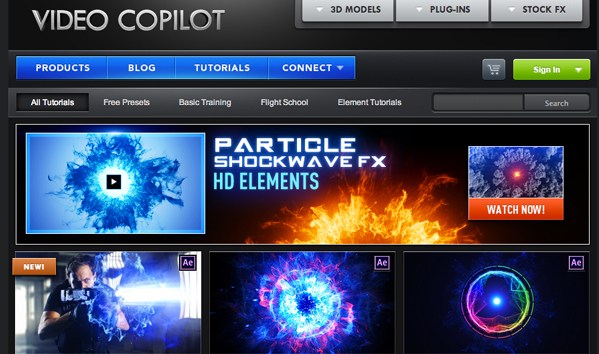 VIDEO COPILOT
3D MODELS
PLUG-INS
STOCK FX
PRODUCTS
BLOG
TUTORIALS
CONNECT
Sign In
All Tutorials
Free Presets
Basic Training
Flight School
Element Tutorials
Search
PARTICLE
SHOCKWAVE FX
HD ELEMENTS
WATCH NOW!
NEW!
Ae
Ae
Ae